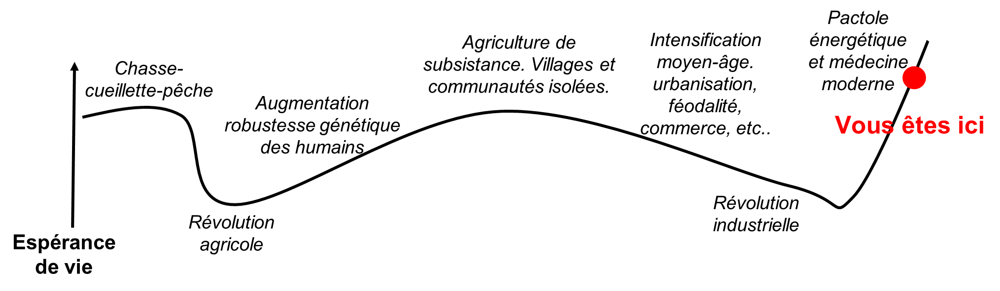 Chasse-
cueillette-pêche
Augmentation
robustesse génétique
des humains
Agriculture de
subsistance. Villages et
communautés isolées.
Intensification
moyen-âge.
urbanisation,
féodalité,
commerce, etc..
Pactole
énergétique
et médecine
moderne
Vous êtes ici
Révolution
agricole
Révolution
industrielle
Espérance
de vie